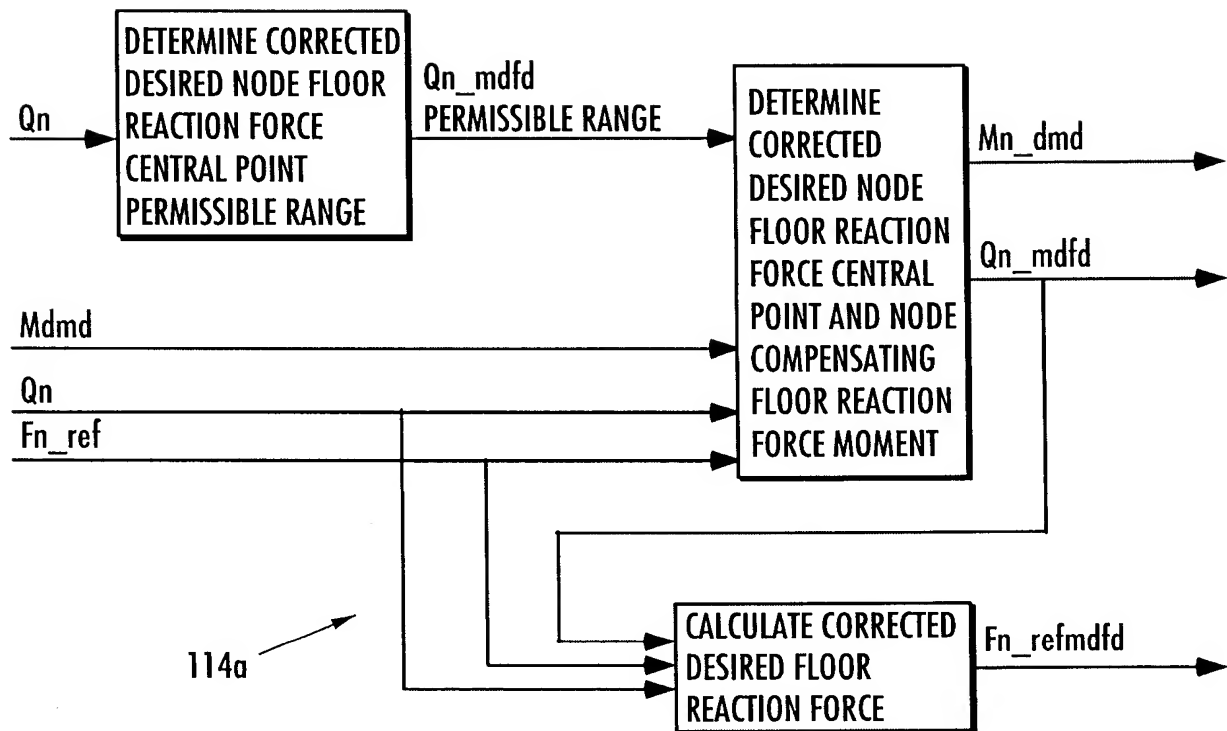 DETERMINE CORRECTED
DESIRED NODE FLOOR
REACTION FORCE
CENTRAL POINT
PERMISSIBLE RANGE
Qn
Qn_mdfd
PERMISSIBLE RANGE
DETERMINE
CORRECTED
DESIRED NODE
FLOOR REACTION
FORCE CENTRAL
POINT AND NODE
COMPENSATING
FLOOR REACTION
FORCE MOMENT
Mn_dmd
Qn_mdfd
Mdmd
Qn
Fn_ref
114a
CALCULATE CORRECTED
DESIRED FLOOR
REACTION FORCE
Fn_refmdfd